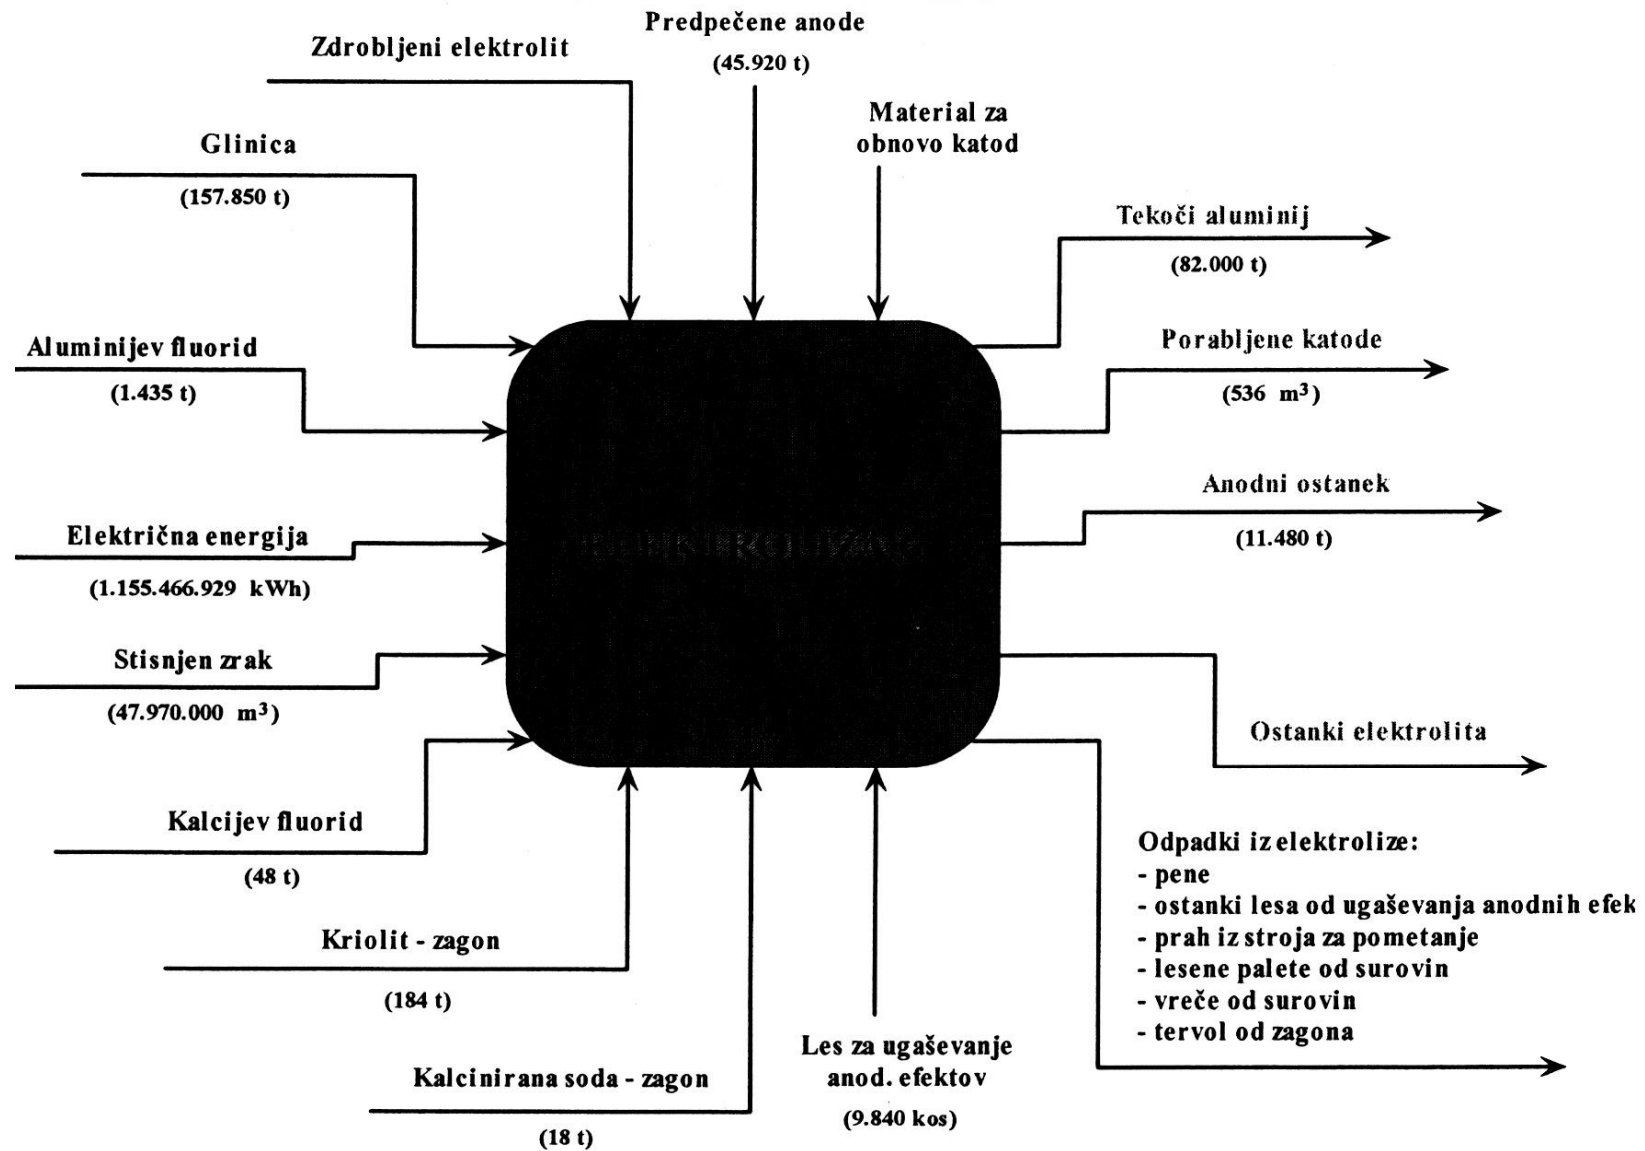 Predpečene anode
(45.920 t)
Zdrobljeni elektrolit
Material za
obnovo katod
Glinica
(157.850 t)
Tekoči aluminij
(82.000 t)
Aluminijev fluorid
(1.435 t)
Porabljene katode
(536 m³)
Anodni ostanek
(11.480 t)
Električna energija
(1.155.466.929 kWh)
Stisnjen zrak
(47.970.000 m³)
Ostanki elektrolita
Kalcijev fluorid
(48 t)
Odpadki iz elektrolize:
- pene
- ostanki lesa od ugaševanja anodnih efek
- prah iz stroja za pometanje
- lesene palete od surovin
- vreče od surovin
- tervol od zagona
Kriolit - zagon
(184 t)
Les za ugaševanje
anod. efektov
(9.840 kos)
Kalcinirana soda - zagon
(18 t)